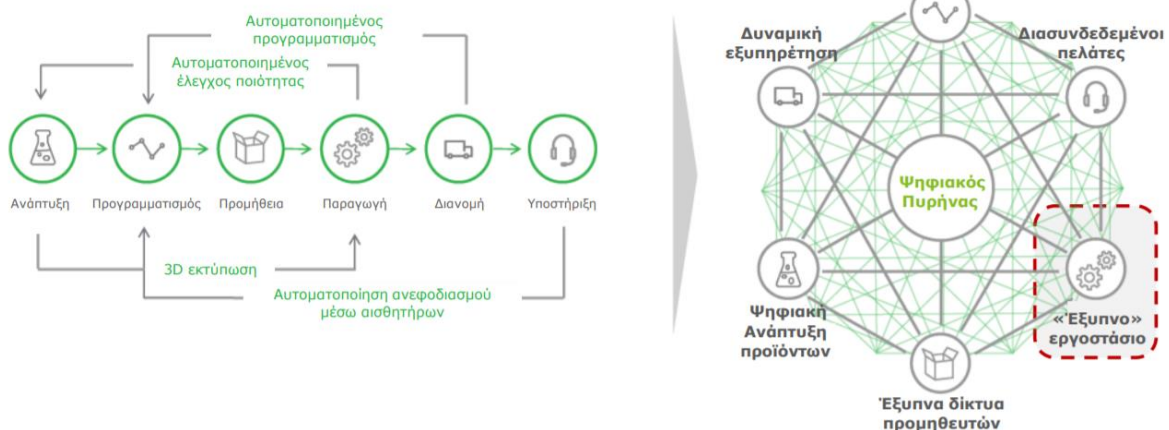 Αυτοματοποιημένος
προγραμματισμός
Αυτοματοποιημένος
έλεγχος ποιότητας
Ανάπτυξη
Προγραμματισμός
Προμήθεια
Παραγωγή
Διανομή
Υποστήριξη
3D εκτύπωση
Αυτοματοποίηση ανεφοδιασμού
μέσω αισθητήρων
Δυναμική
εξυπηρέτηση
Διασυνδεδεμένοι
πελάτες
Ψηφιακός
Πυρήνας
Ψηφιακή
Ανάπτυξη
προϊόντων
«Έξυπνο»
εργοστάσιο
Έξυπνα δίκτυα
προμηθευτών